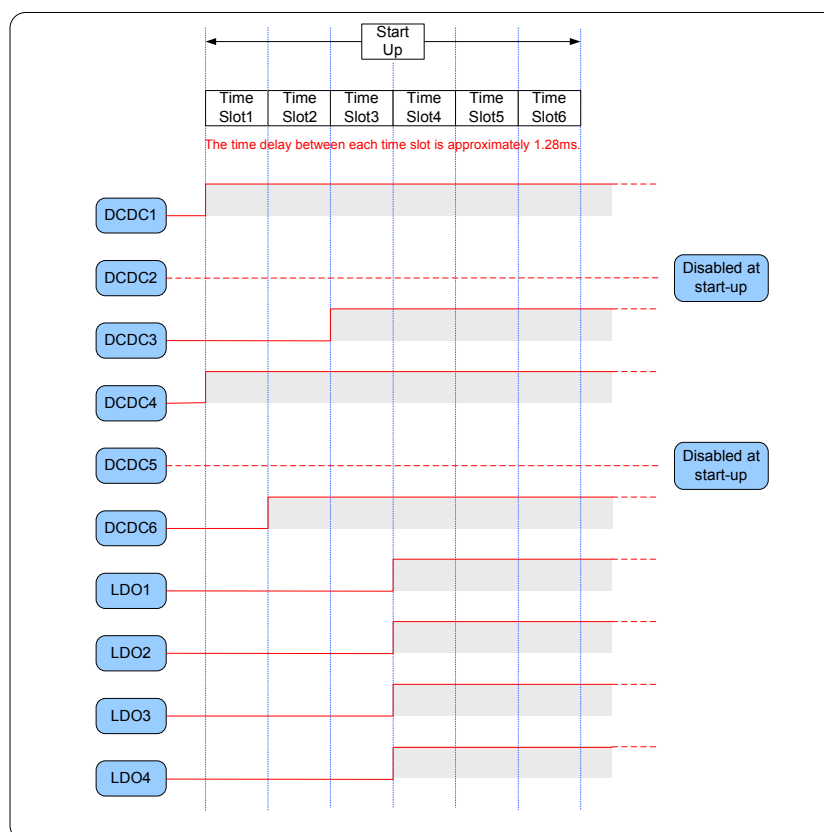 Start
Up
Time
Slot1
Time
Slot2
Time
Slot3
Time
Slot4
Time
Slot5
Time
Slot6
The time delay between each time slot is approximately 1.28ms.
DCDC1
DCDC2
Disabled at
start-up
DCDC3
DCDC4
DCDC5
Disabled at
start-up
DCDC6
LDO1
LDO2
LDO3
LDO4